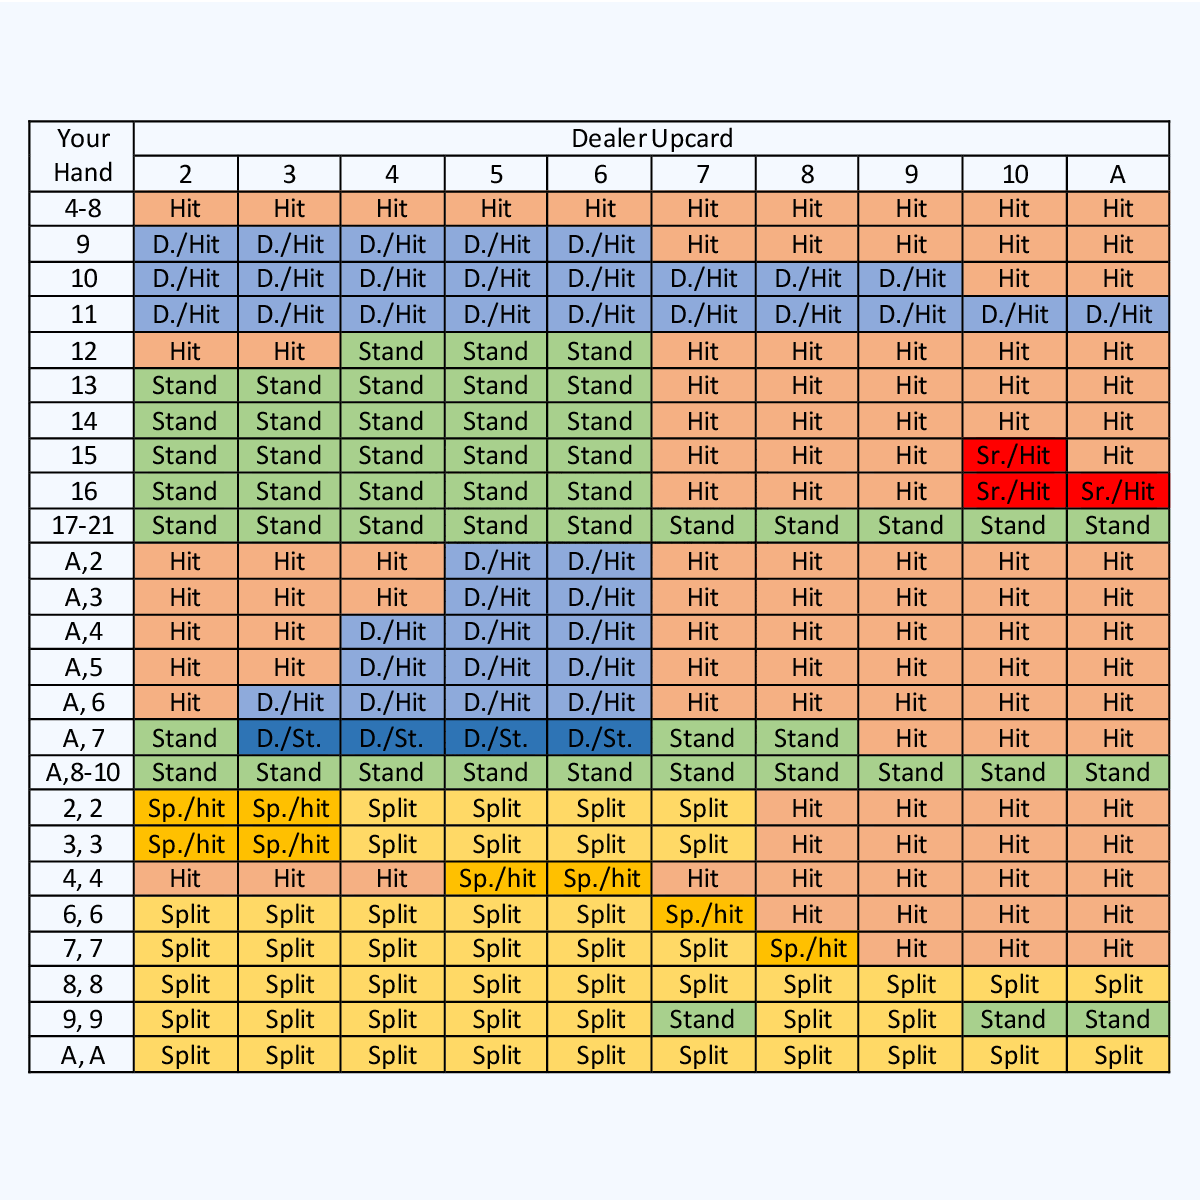 Your Hand Dealer Upcard
2 3 4 5 6 7 8 9 10 A
4-8 Hit Hit Hit Hit Hit Hit Hit Hit Hit Hit
9 D./Hit D./Hit D./Hit D./Hit D./Hit Hit Hit Hit Hit Hit
10 D./Hit D./Hit D./Hit D./Hit D./Hit D./Hit D./Hit D./Hit Hit Hit
11 D./Hit D./Hit D./Hit D./Hit D./Hit D./Hit D./Hit D./Hit D./Hit D./Hit
12 Hit Hit Stand Stand Stand Hit Hit Hit Hit Hit
13 Stand Stand Stand Stand Stand Hit Hit Hit Hit Hit
14 Stand Stand Stand Stand Stand Hit Hit Hit Hit Hit
15 Stand Stand Stand Stand Stand Hit Hit Hit Sr./Hit Hit
16 Stand Stand Stand Stand Stand Hit Hit Hit Sr./Hit Sr./Hit
17-21 Stand Stand Stand Stand Stand Stand Stand Stand Stand Stand
A,2 Hit Hit Hit D./Hit D./Hit Hit Hit Hit Hit Hit
A,3 Hit Hit Hit D./Hit D./Hit Hit Hit Hit Hit Hit
A,4 Hit Hit D./Hit D./Hit D./Hit Hit Hit Hit Hit Hit
A,5 Hit Hit D./Hit D./Hit D./Hit Hit Hit Hit Hit Hit
A, 6 Hit D./Hit D./Hit D./Hit D./Hit Hit Hit Hit Hit Hit
A, 7 Stand D./St. D./St. D./St. D./St. Stand Stand Hit Hit Hit
A,8-10 Stand Stand Stand Stand Stand Stand Stand Stand Stand Stand
2, 2 Sp./hit Sp./hit Split Split Split Split Hit Hit Hit Hit
3, 3 Sp./hit Sp./hit Split Split Split Split Hit Hit Hit Hit
4, 4 Hit Hit Hit Sp./hit Sp./hit Hit Hit Hit Hit Hit
6, 6 Split Split Split Split Split Sp./hit Hit Hit Hit Hit
7, 7 Split Split Split Split Split Split Sp./hit Hit Hit Hit
8, 8 Split Split Split Split Split Split Split Split Split Split
9, 9 Split Split Split Split Split Stand Split Split Stand Stand
A, A Split Split Split Split Split Split Split Split Split Split